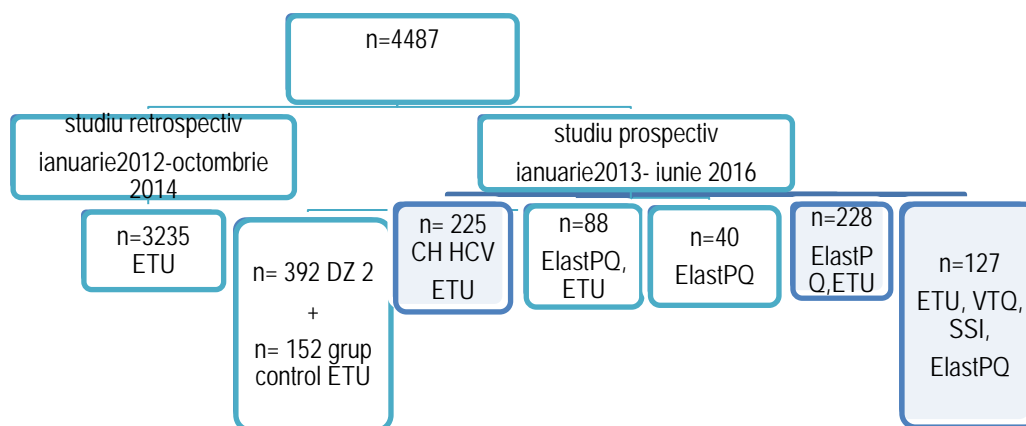 n=4487
studiu retrospectiv
ianuarie2012-octombrie
2014
studiu prospectiv
ianuarie2013- iunie 2016
n=3235
ETU
n= 392 DZ 2
+
n= 152 grup
control ETU
n= 225
CH HCV
ETU
n=88
ElastPQ,
ETU
n=40
ElastPQ
n=228
ElastP
Q,ETU
n=127
ETU, VTQ,
SSI,
ElastPQ